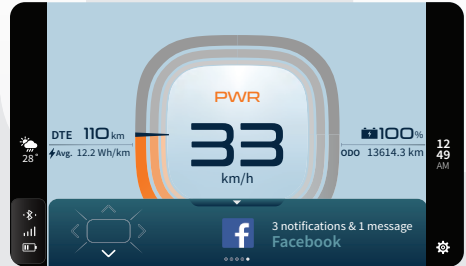 PWR
DTE 110 km
100%
33
Avg. 12.2 Wh/km
ODO 13614.3 km
km/h
28°
12
49
AM
f
3 notifications & 1 message
Facebook